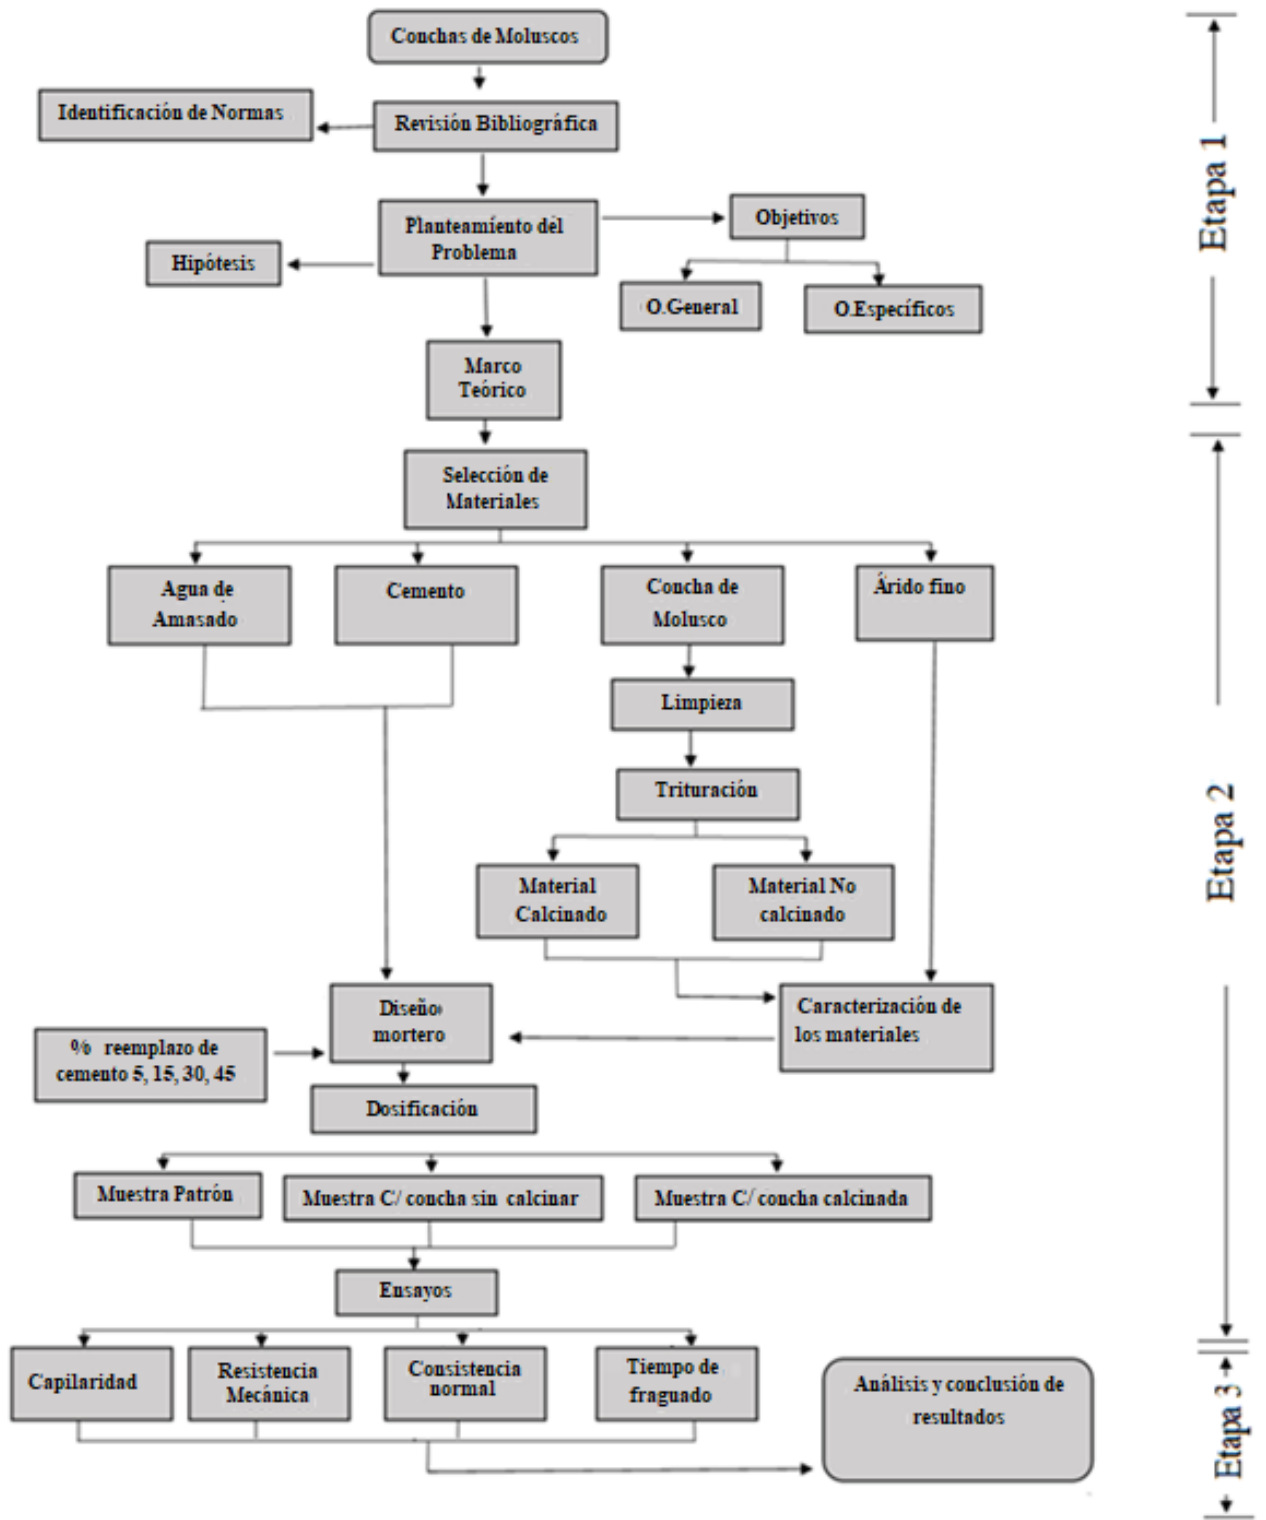 Conchas de Moluscos
Identificación de Normas
Revisión Bibliográfica
Planteamiento del
Problema
Objetivos
Hipótesis
O.General
O.Específicos
Marco
Teórico
Selección de
Materiales
Agua de
Amasado
Cemento
Concha de
Molusco
Árido fino
Limpieza
Trituración
Material
Calcinado
Material No
calcinado
Diseño
mortero
Caracterización de
los materiales
% reemplazo de
cemento 5, 15, 30, 45
Dosificación
Muestra Patrón
Muestra C/ concha sin calcinar
Muestra C/ concha calcinada
Ensayos
Capilaridad
Resistencia
Mecánica
Consistencia
normal
Tiempo de
fraguado
Análisis y conclusión de
resultados
Etapa 1
Etapa 2
Etapa 3